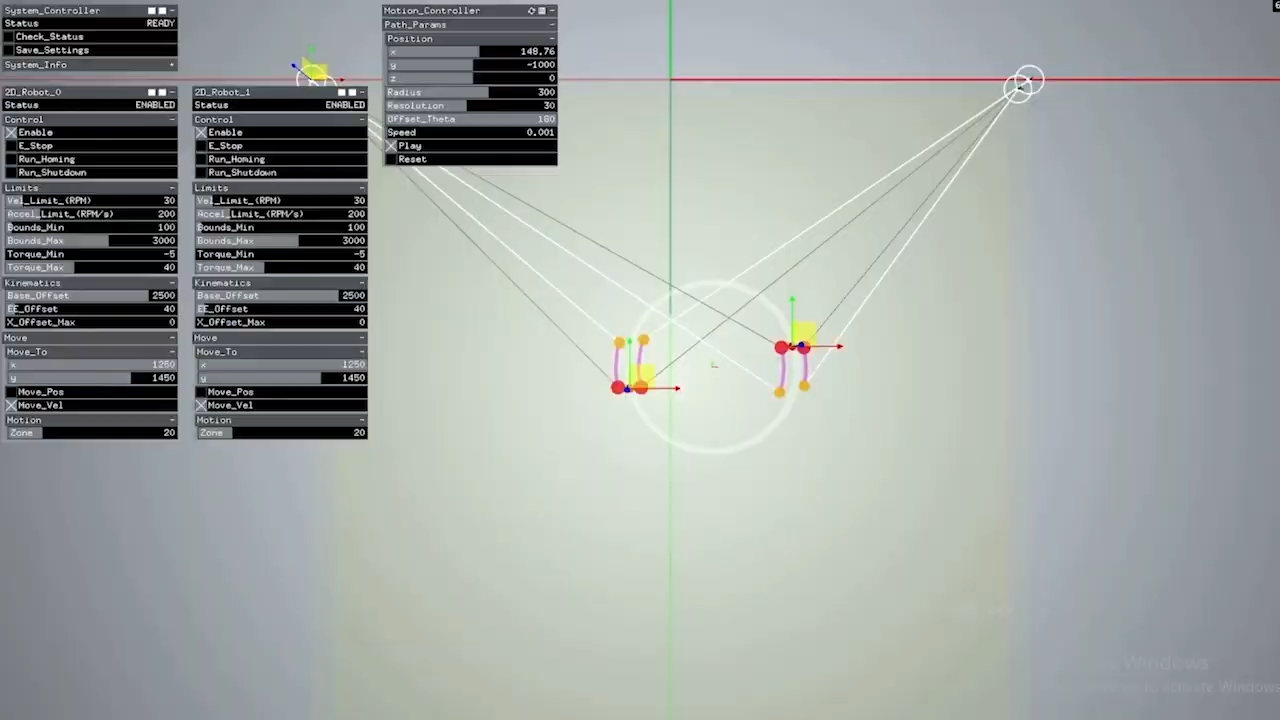 System_Controller
Status READY
Check_Status
Save_Settings
System_Info
2D_Robot_0
Status ENABLED
Control
Enable
E_Stop
Run_Homing
Run_Shutdown
Limits
Vel_Limit_(RPM) 30
Accel_Limit_(RPM/s) 200
Bounds_Min 100
Bounds_Max 3000
Torque_Min -5
Torque_Max 40
Kinematics
Base_Offset 2500
EE_Offset 40
X_Offset_Max 0
Move
Move_To
x 1250
y 1450
Move_Pos
Move_Vel
Motion
Zone 20
2D_Robot_1
Status ENABLED
Control
Enable
E_Stop
Run_Homing
Run_Shutdown
Limits
Vel_Limit_(RPM) 30
Accel_Limit_(RPM/s) 200
Bounds_Min 100
Bounds_Max 3000
Torque_Min -5
Torque_Max 40
Kinematics
Base_Offset 2500
EE_Offset 40
X_Offset_Max 0
Move
Move_To
x 1250
y 1450
Move_Pos
Move_Vel
Motion
Zone 20
Motion_Controller
Path_Params
Position
x 148.76
y -1000
z 0
Radius 300
Resolution 30
Offset_Theta 180
Speed 0.001
Play
Reset
Windows
activate Windows